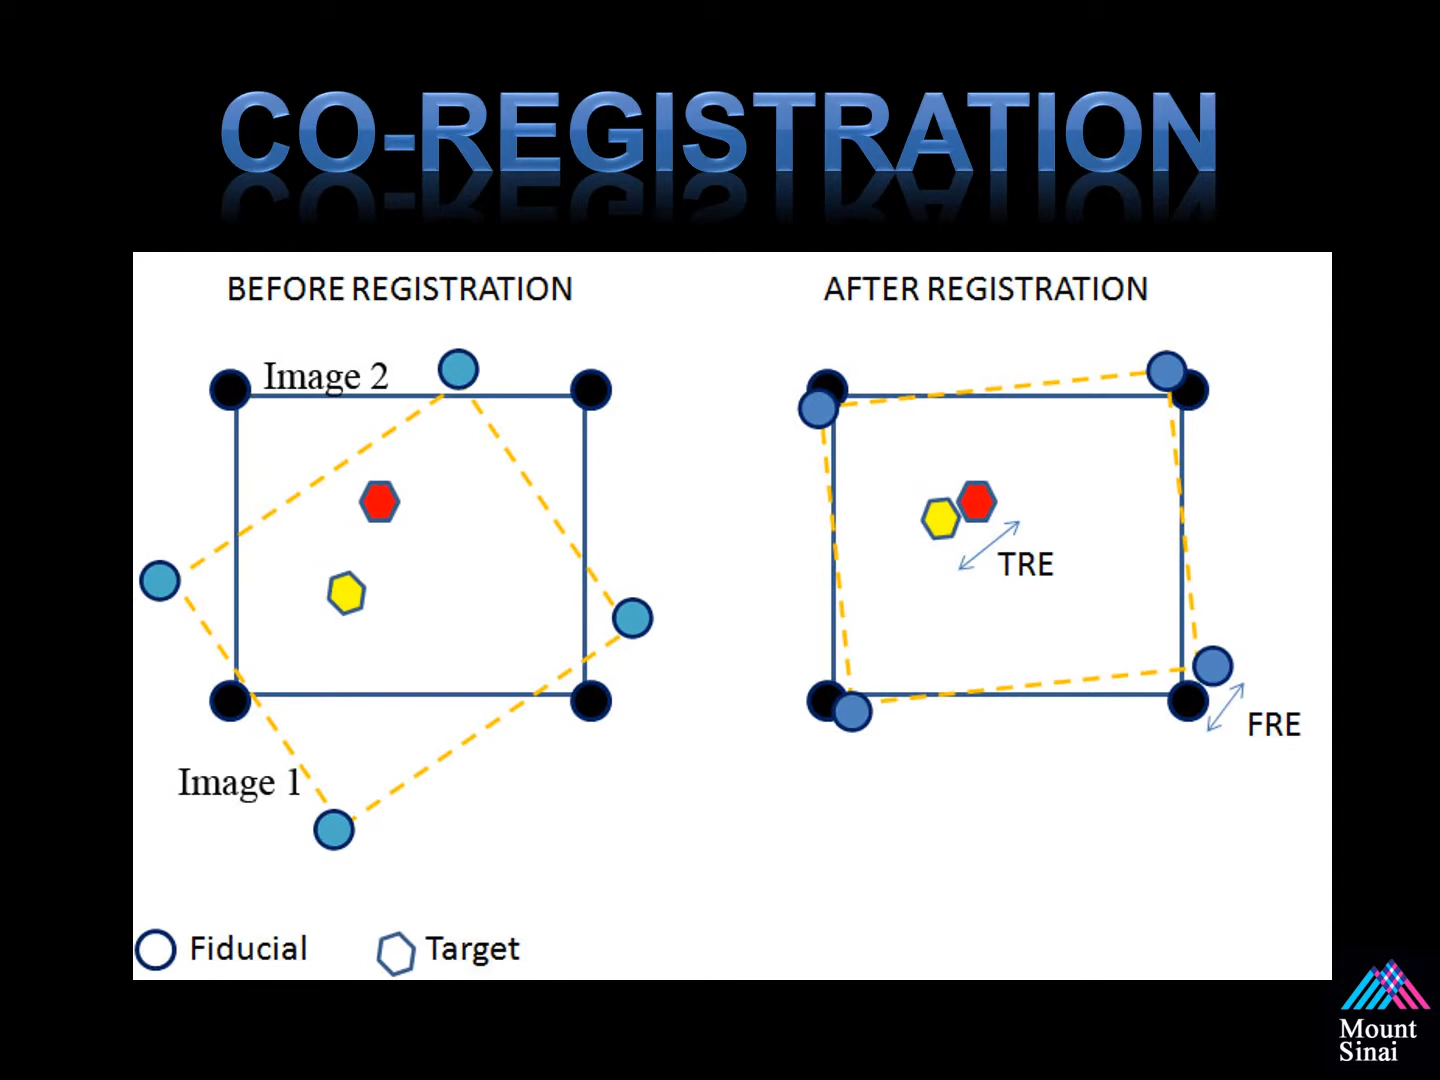 CO-REGISTRATION
BEFORE REGISTRATION
AFTER REGISTRATION
Image 2
TRE
FRE
Image 1
Fiducial
Target
Mount
Sinai